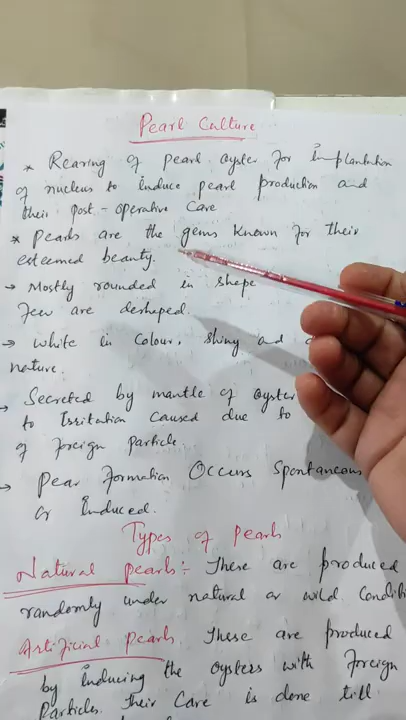 Pearl Culture
* Rearing of pearl oyster for Implantation
of nucleus to Induce pearl production and
their post-operative Care
* Pearls are the gems known for their
esteemed beauty.
→ Mostly rounded in shape
Few are deshaped.
→ White in Colour, Shiny and
nature.
→ Secreted by mantle of oyster
to Irritation Caused due to
of foreign particle.
→ Pear Formation Occurs Spontaneous
or Induced.
Types of Pearls
Natural pearls:- These are produced
randomly under natural or wild Conditi
Artificial pearls These are produced
by inducing the oysters with foreign
Particles. Their Care is done till